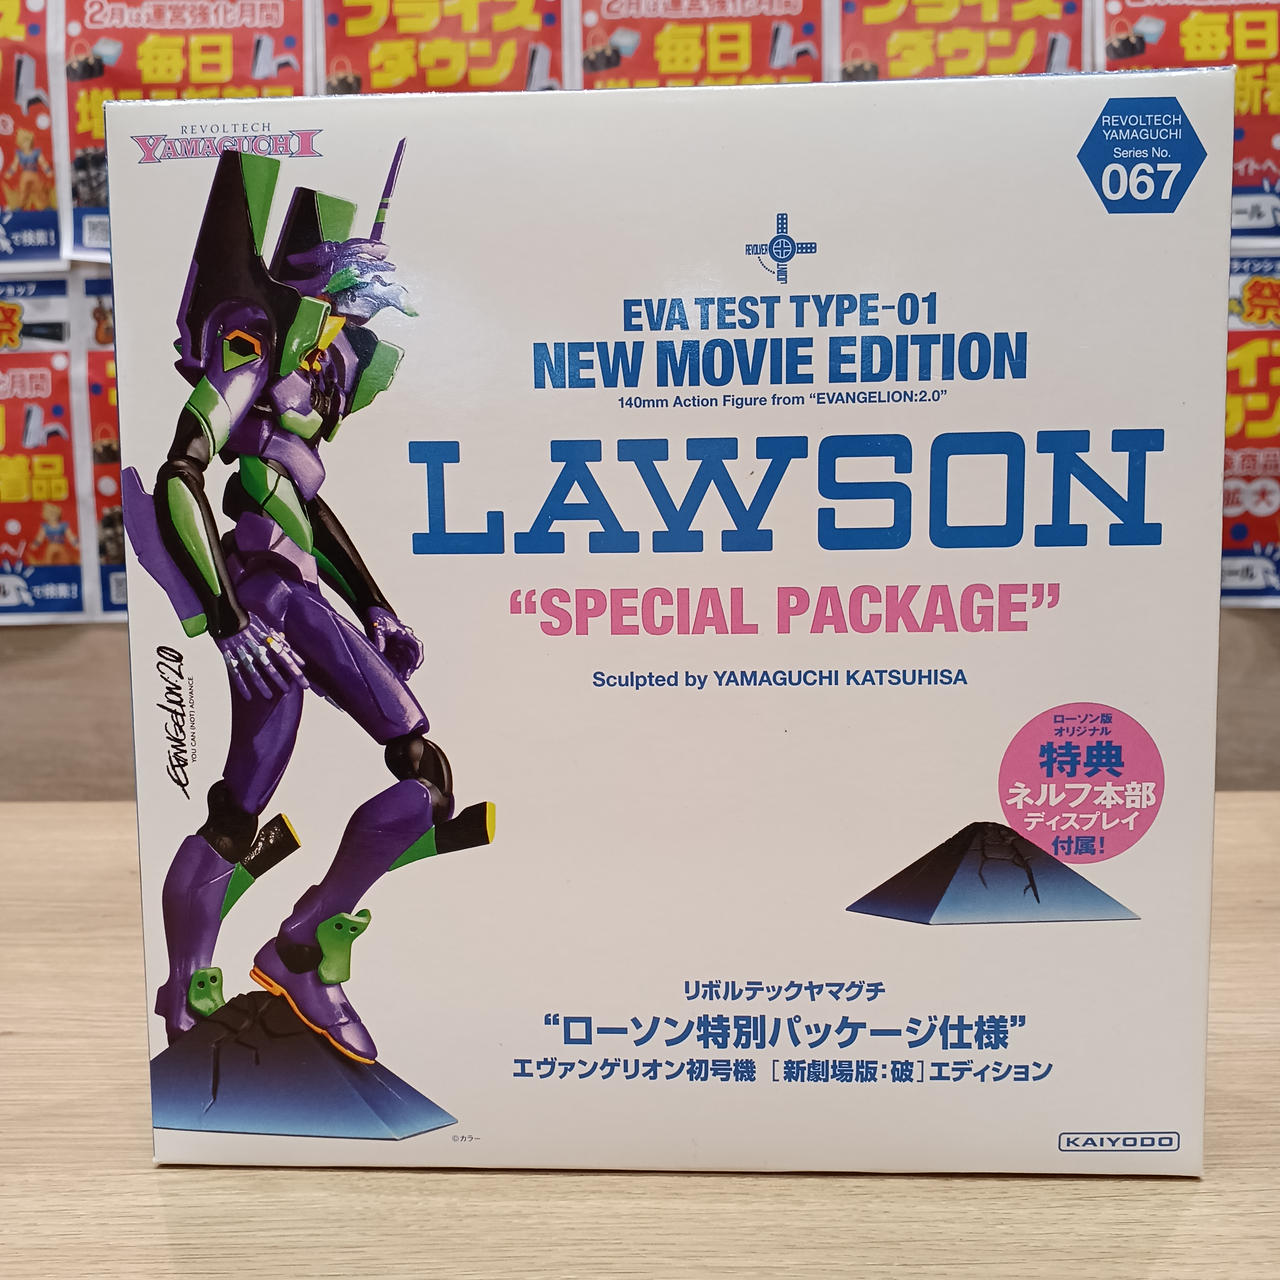 2月は運営強化月間
毎日
プライス
ダウン
REVOLTECH
YAMAGUCHI
REVOLTECH
YAMAGUCHI
Series No.
067
REVOLVER
JOINT
EVA TEST TYPE-01
NEW MOVIE EDITION
140mm Action Figure from “EVANGELION:2.0”
LAWSON
“SPECIAL PACKAGE”
Sculpted by YAMAGUCHI KATSUHISA
EVANGELION:2.0
YOU CAN (NOT) ADVANCE.
ローソン版
オリジナル
特典
ネルフ本部
ディスプレイ
付属!
リボルテックヤマグチ
“ローソン特別パッケージ仕様”
エヴァンゲリオン初号機 [新劇場版:破]エディション
©カラー
KAIYODO